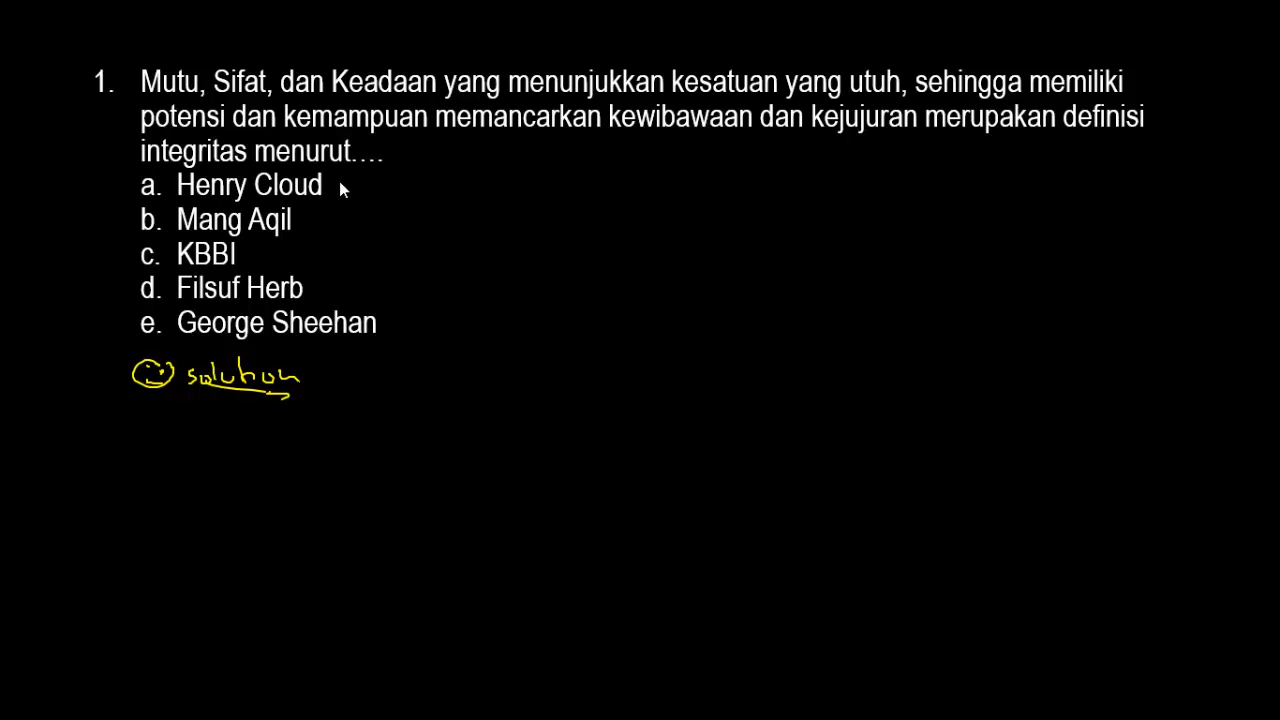 1. Mutu, Sifat, dan Keadaan yang menunjukkan kesatuan yang utuh, sehingga memiliki
potensi dan kemampuan memancarkan kewibawaan dan kejujuran merupakan definisi
integritas menurut....
a. Henry Cloud
b. Mang Aqil
c. KBBI
d. Filsuf Herb
e. George Sheehan
solution